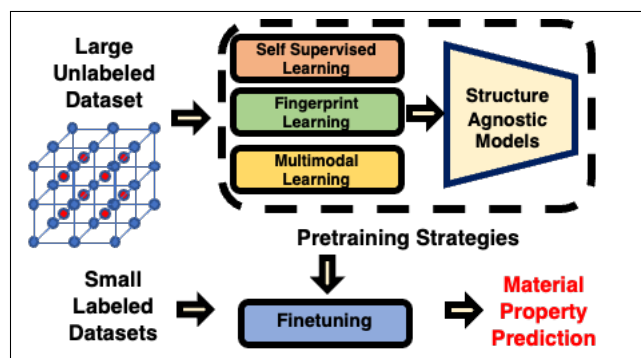 Large
Unlabeled
Dataset
Self Supervised
Learning
Fingerprint
Learning
Multimodal
Learning
Structure
Agnostic
Models
Pretraining Strategies
Small
Labeled
Datasets
Finetuning
Material
Property
Prediction